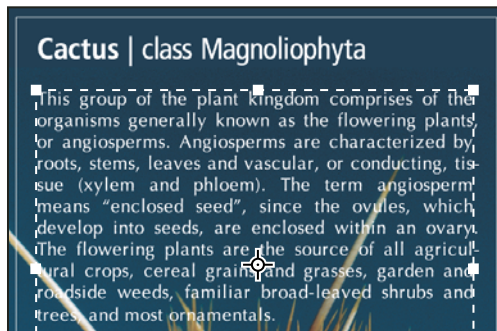 Cactus | class Magnoliophyta
This group of the plant kingdom comprises of the
organisms generally known as the flowering plants,
or angiosperms. Angiosperms are characterized by
roots, stems, leaves and vascular, or conducting, tis-
sue (xylem and phloem). The term angiosperm
means “enclosed seed”, since the ovules, which
develop into seeds, are enclosed within an ovary.
The flowering plants are the source of all agricul-
tural crops, cereal grains and grasses, garden and
roadside weeds, familiar broad-leaved shrubs and
trees, and most ornamentals.